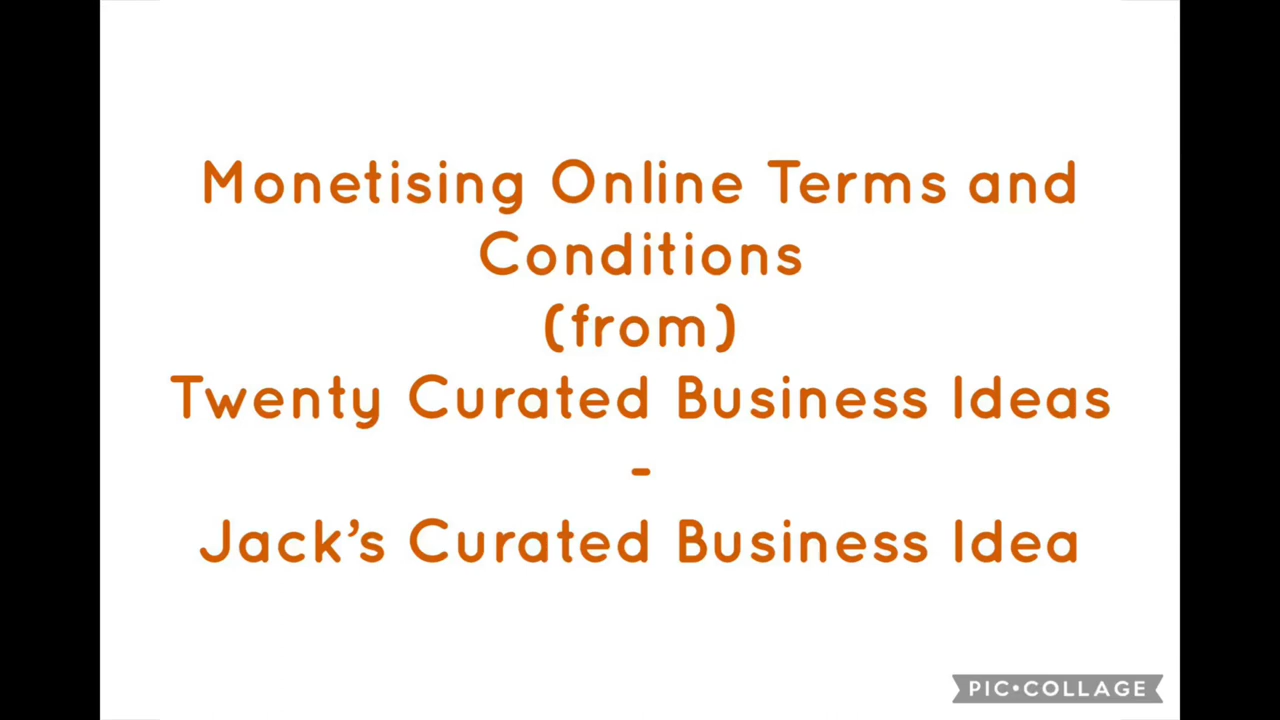 Monetising Online Terms and
Conditions
(from)
Twenty Curated Business Ideas
-
Jack’s Curated Business Idea
PIC•COLLAGE